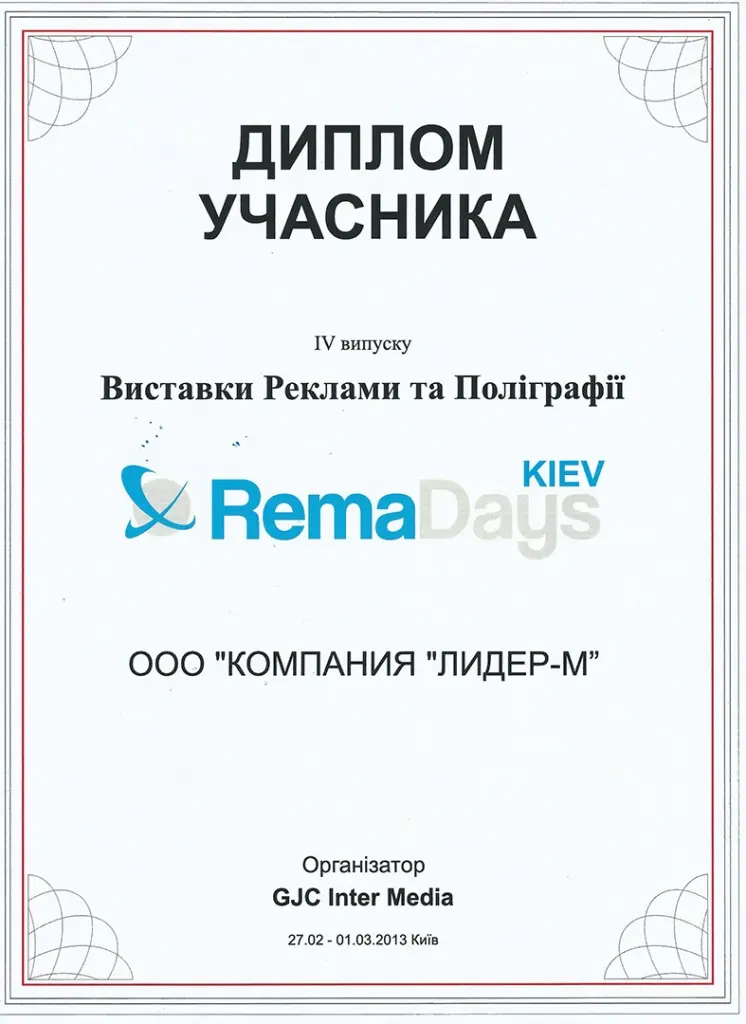 ДИПЛОМ
УЧАСНИКА
IV випуску
Виставки Реклами та Поліграфії
KIEV
RemaDays
ООО "КОМПАНИЯ "ЛИДЕР-М”
Організатор
GJC Inter Media
27.02 - 01.03.2013 Київ